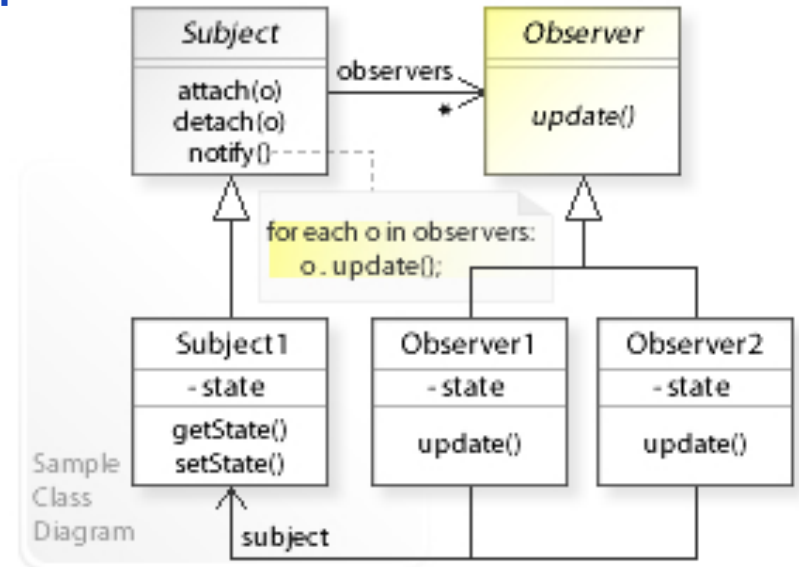 Subject
attach(o)
detach(o)
notify()
observers
*
Observer
update()
for each o in observers:
o.update();
Subject1
- state
getState()
setState()
Observer1
- state
update()
Observer2
- state
update()
Sample
Class
Diagram
subject